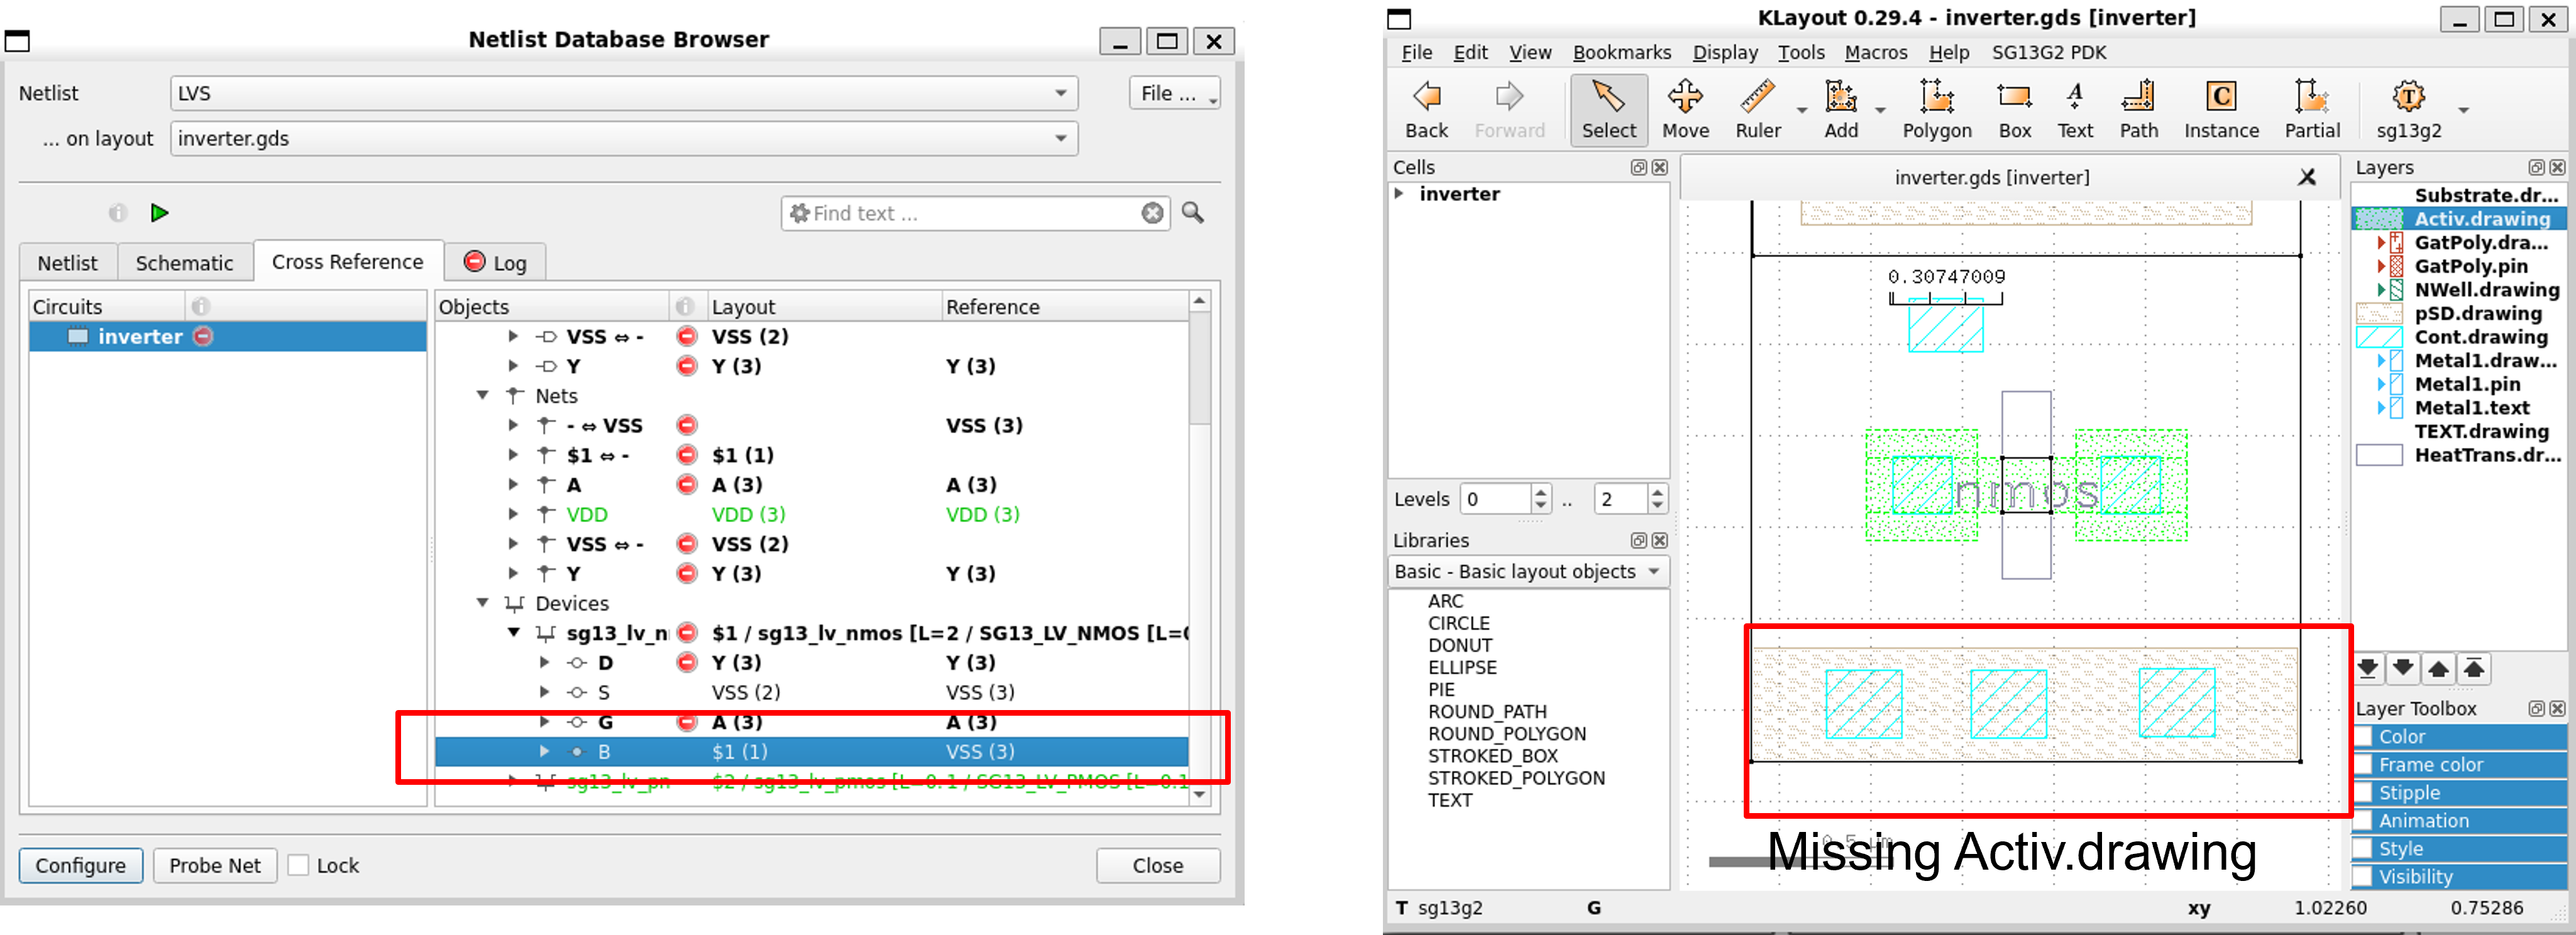 Netlist Database Browser
Netlist LVS File ...
... on layout inverter.gds
Find text ...
Netlist Schematic Cross Reference Log
Circuits
inverter
Objects Layout Reference
VSS ⇔ - VSS (2)
Y Y (3) Y (3)
Nets
- ⇔ VSS VSS (3)
$1 ⇔ - $1 (1)
A A (3) A (3)
VDD VDD (3) VDD (3)
VSS ⇔ - VSS (2)
Y Y (3) Y (3)
Devices
sg13_lv_n $1 / sg13_lv_nmos [L=2 / SG13_LV_NMOS [L=
D Y (3) Y (3)
S VSS (2) VSS (3)
G A (3) A (3)
B $1 (1) VSS (3)
sg13_lv_pn $2 / sg13_lv_pmos [L=0.1 / SG13_LV_PMOS [L=0.1
Configure Probe Net Lock Close
KLayout 0.29.4 - inverter.gds [inverter]
File Edit View Bookmarks Display Tools Macros Help SG13G2 PDK
Back Forward Select Move Ruler Add Polygon Box Text Path Instance Partial sg13g2
Cells
inverter
Levels 0 .. 2
Libraries
Basic - Basic layout objects
ARC
CIRCLE
DONUT
ELLIPSE
PIE
ROUND_PATH
ROUND_POLYGON
STROKED_BOX
STROKED_POLYGON
TEXT
inverter.gds [inverter]
0.30747009
nmos
0.5 µm
Missing Activ.drawing
Layers
Substrate.dr...
Activ.drawing
GatPoly.dra...
GatPoly.pin
NWell.drawing
pSD.drawing
Cont.drawing
Metal1.draw...
Metal1.pin
Metal1.text
TEXT.drawing
HeatTrans.dr...
Layer Toolbox
Color
Frame color
Stipple
Animation
Style
Visibility
T sg13g2 G xy 1.02260 0.75286